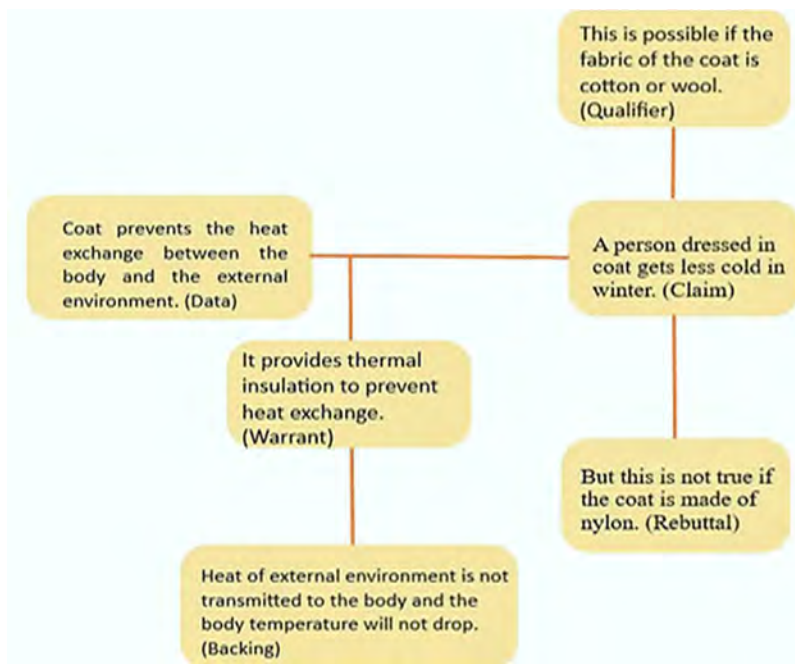 This is possible if the
fabric of the coat is
cotton or wool.
(Qualifier)
Coat prevents the heat
exchange between the
body and the external
environment. (Data)
A person dressed in
coat gets less cold in
winter. (Claim)
It provides thermal
insulation to prevent
heat exchange.
(Warrant)
But this is not true if
the coat is made of
nylon. (Rebuttal)
Heat of external environment is not
transmitted to the body and the
body temperature will not drop.
(Backing)